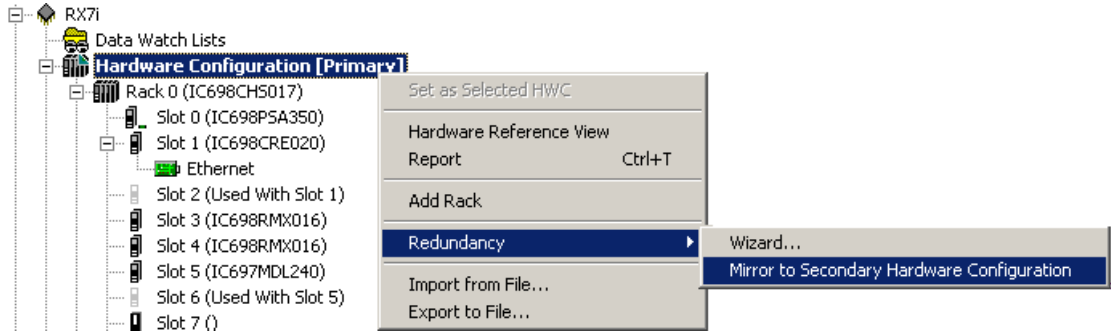 RX7i
Data Watch Lists
Hardware Configuration [Primary]
Rack 0 (IC698CHS017)
Slot 0 (IC698PSA350)
Slot 1 (IC698CRE020)
Ethernet
Slot 2 (Used With Slot 1)
Slot 3 (IC698RMX016)
Slot 4 (IC698RMX016)
Slot 5 (IC697MDL240)
Slot 6 (Used With Slot 5)
Slot 7 ()
Set as Selected HWC
Hardware Reference View
Report Ctrl+T
Add Rack
Redundancy
Import from File...
Export to File...
Wizard...
Mirror to Secondary Hardware Configuration